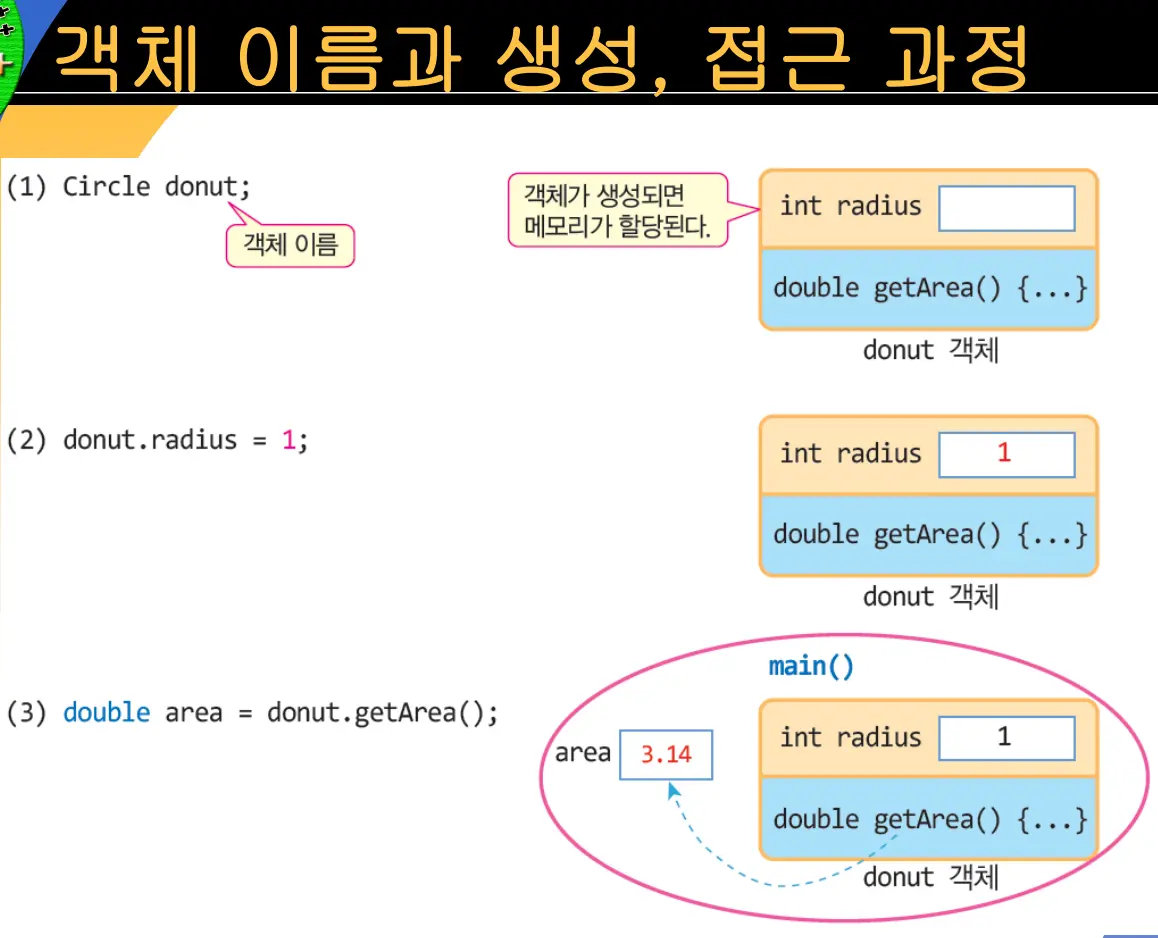 객체 이름과 생성, 접근 과정
(1) Circle donut;
객체 이름
객체가 생성되면
메모리가 할당된다.
int radius
double getArea() {...}
donut 객체
(2) donut.radius = 1;
int radius 1
double getArea() {...}
donut 객체
(3) double area = donut.getArea();
main()
area 3.14
int radius 1
double getArea() {...}
donut 객체